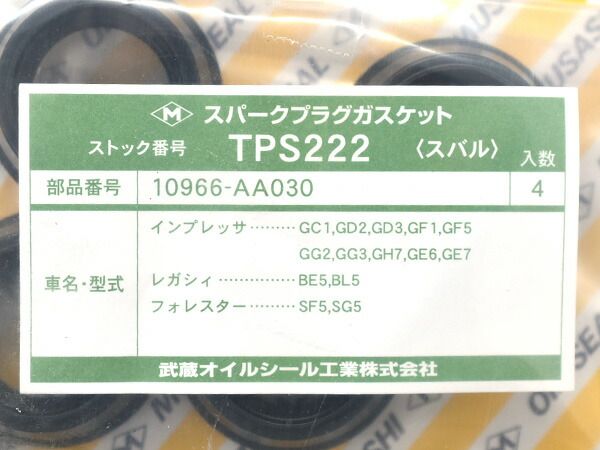 M スパークプラグガスケット
ストック番号 TPS222 〈スバル〉 入数
部品番号 10966-AA030 4
インプレッサ……… GC1,GD2,GD3,GF1,GF5
GG2,GG3,GH7,GE6,GE7
車名・型式 レガシィ…………… BE5,BL5
フォレスター……… SF5,SG5
武蔵オイルシール工業株式会社